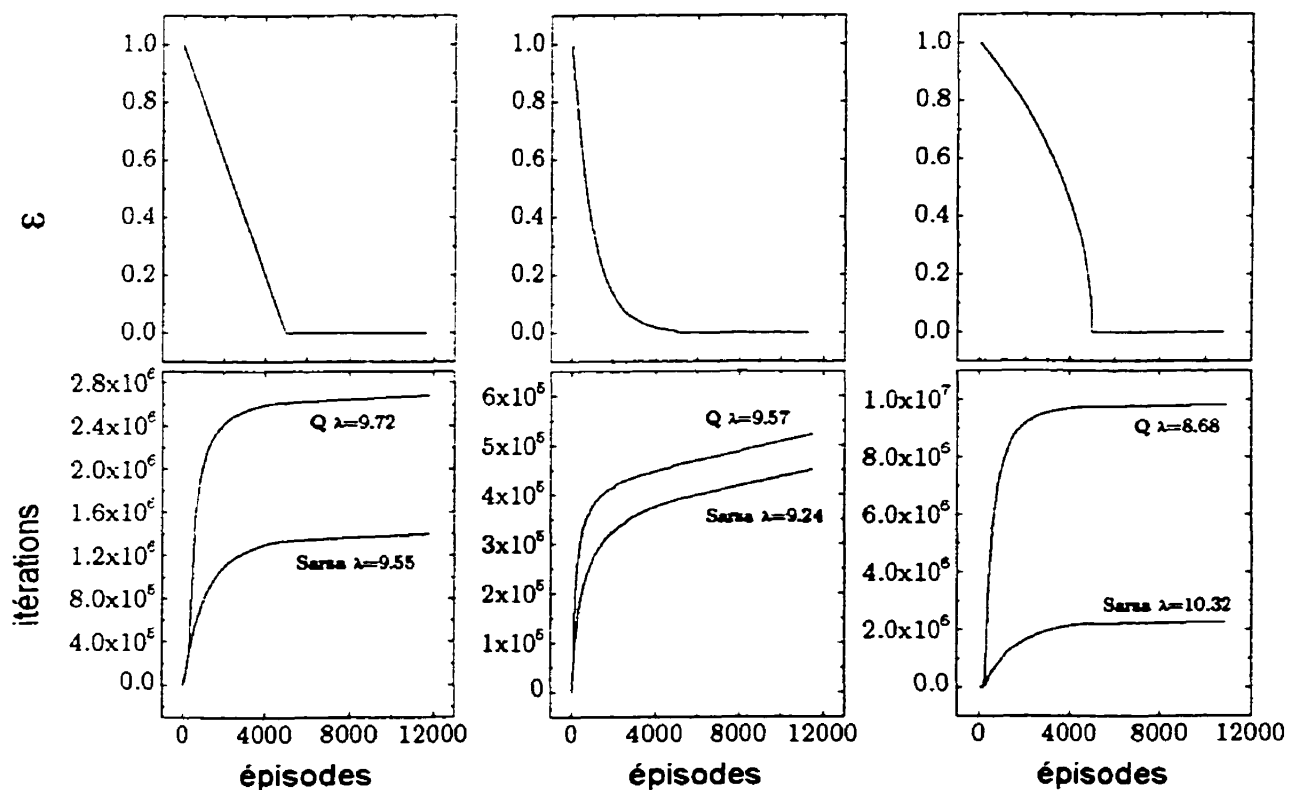 1.0
0.8
0.6
0.4
0.2
0.0
ε
1.0
0.8
0.6
0.4
0.2
0.0
1.0
0.8
0.6
0.4
0.2
0.0
2.8x10⁶
2.4x10⁶
2.0x10⁶
1.6x10⁶
1.2x10⁶
8.0x10⁵
4.0x10⁵
0.0
itérations
Q λ=9.72
Sarsa λ=9.55
0 4000 8000 12000
épisodes
6x10⁵
5x10⁵
4x10⁵
3x10⁵
2x10⁵
1x10⁵
0
Q λ=9.57
Sarsa λ=9.24
0 4000 8000 12000
épisodes
1.0x10⁷
8.0x10⁶
6.0x10⁶
4.0x10⁶
2.0x10⁶
0.0
Q λ=8.68
Sarsa λ=10.32
0 4000 8000 12000
épisodes